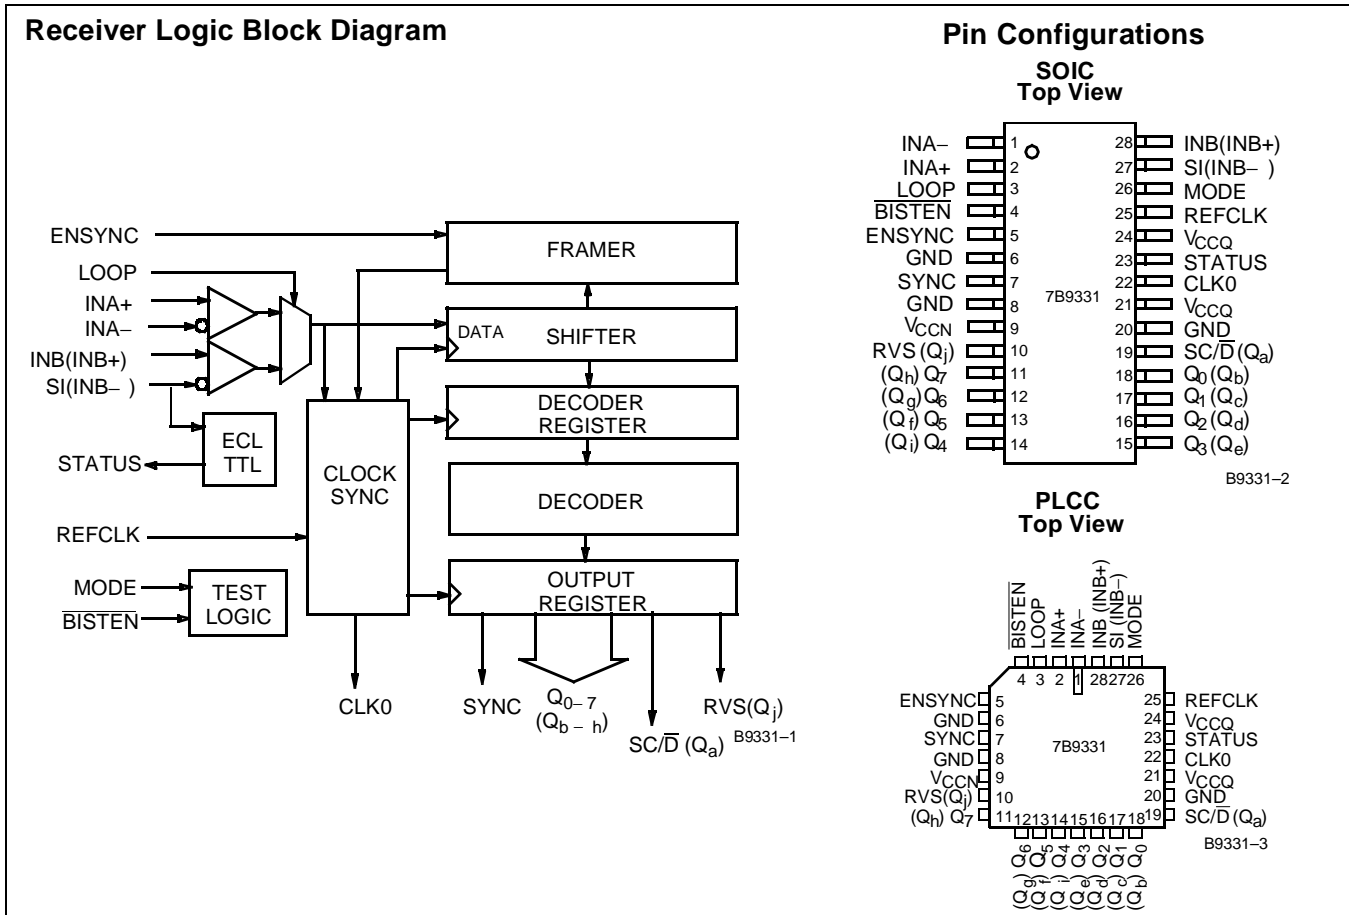 Receiver Logic Block Diagram
ENSYNC
LOOP
INA+
INA−
INB(INB+)
SI(INB− )
STATUS
REFCLK
MODE
BISTEN
ECL
TTL
TEST
LOGIC
CLOCK
SYNC
FRAMER
DATA
SHIFTER
DECODER
REGISTER
DECODER
OUTPUT
REGISTER
CLK0
SYNC
Q0−7
(Qb − h)
SC/D (Qa)
RVS(Qj)
B9331–1
Pin Configurations
SOIC
Top View
INA− 1 28 INB(INB+)
INA+ 2 27 SI(INB− )
LOOP 3 26 MODE
BISTEN 4 25 REFCLK
ENSYNC 5 24 VCCQ
GND 6 23 STATUS
SYNC 7 22 CLK0
7B9331
GND 8 21 VCCQ
VCCN 9 20 GND
RVS (Qj) 10 19 SC/D (Qa)
(Qh) Q7 11 18 Q0 (Qb)
(Qg) Q6 12 17 Q1 (Qc)
(Qf) Q5 13 16 Q2 (Qd)
(Qi) Q4 14 15 Q3 (Qe)
B9331–2
PLCC
Top View
BISTEN LOOP INA+ INA− INB (INB+) SI (INB−) MODE
4 3 2 1 28 27 26
ENSYNC 5 25 REFCLK
GND 6 24 VCCQ
SYNC 7 23 STATUS
7B9331
GND 8 22 CLK0
VCCN 9 21 VCCQ
RVS(Qj) 10 20 GND
(Qh) Q7 11 19 SC/D (Qa)
12 13 14 15 16 17 18
(Qg) Q6 (Qf) Q5 (Qi) Q4 (Qe) Q3 (Qd) Q2 (Qc) Q1 (Qb) Q0
B9331–3